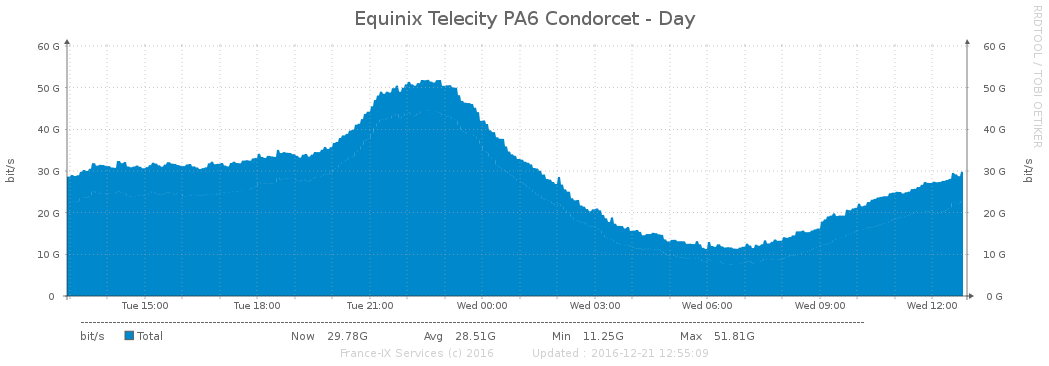 Equinix Telecity PA6 Condorcet - Day
RRDTOOL / TOBI OETIKER
60 G 60 G
50 G 50 G
40 G 40 G
30 G 30 G
20 G 20 G
10 G 10 G
0 0 G
bit/s
bit/s
Tue 15:00 Tue 18:00 Tue 21:00 Wed 00:00 Wed 03:00 Wed 06:00 Wed 09:00 Wed 12:00
bit/s Total Now 29.78G Avg 28.51G Min 11.25G Max 51.81G
France-IX Services (c) 2016 Updated : 2016-12-21 12:55:09